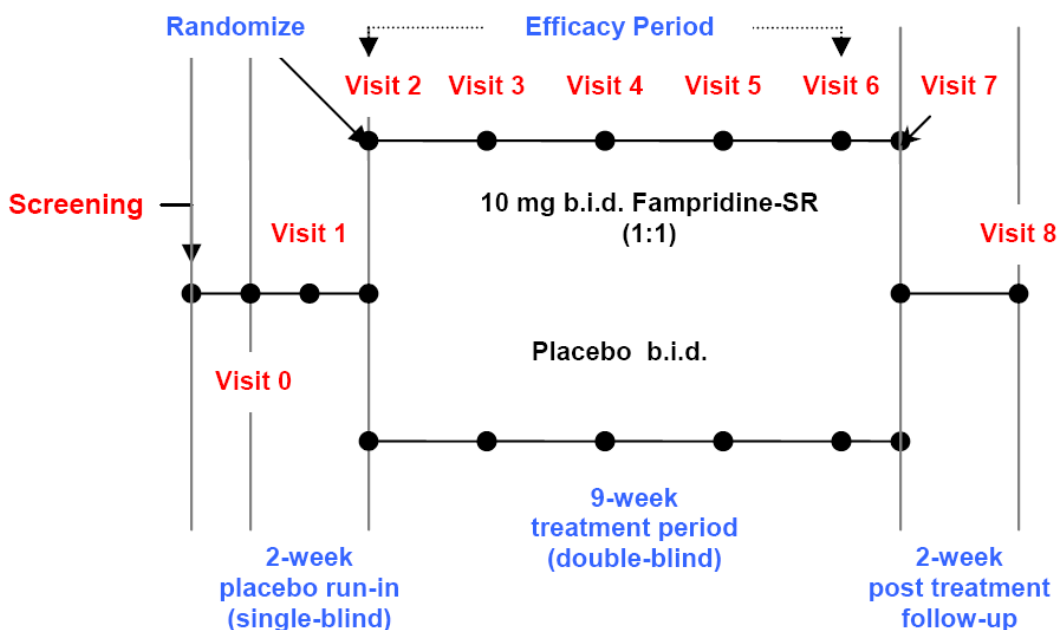 Randomize
Efficacy Period
Visit 2
Visit 3
Visit 4
Visit 5
Visit 6
Visit 7
10 mg b.i.d. Fampridine-SR
(1:1)
Screening
Visit 1
Visit 8
Placebo b.i.d.
Visit 0
9-week
treatment period
(double-blind)
2-week
placebo run-in
(single-blind)
2-week
post treatment
follow-up